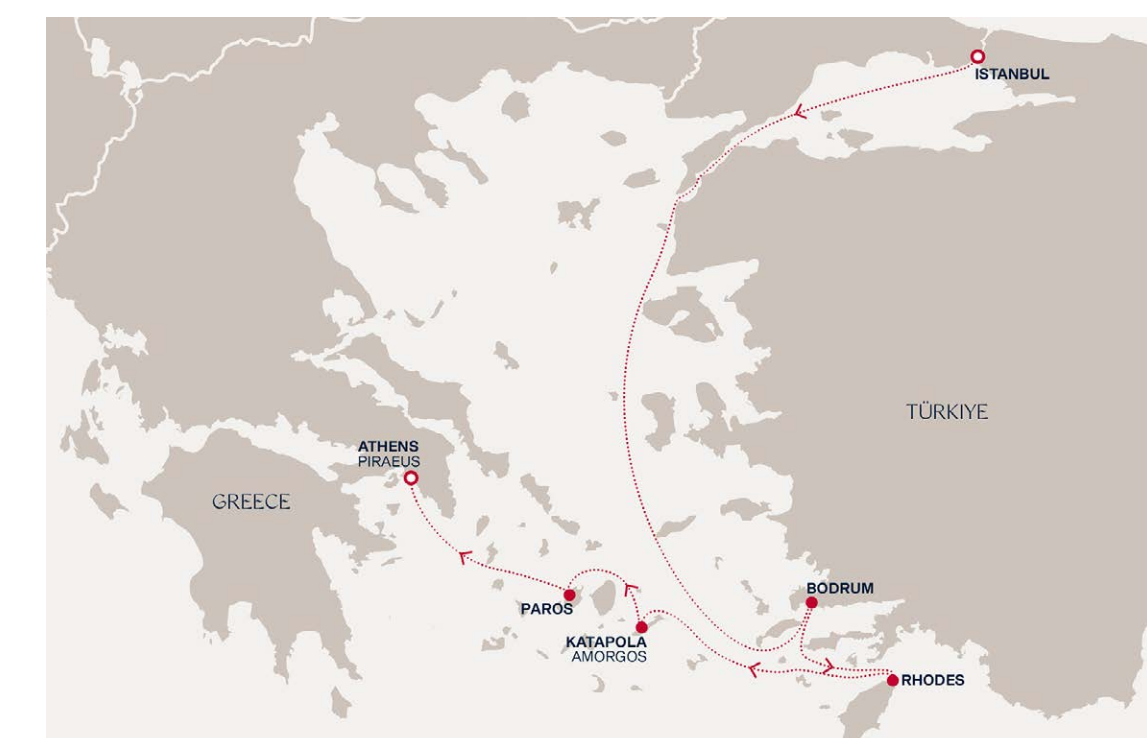 ISTANBUL
TÜRKIYE
ATHENS
PIRAEUS
GREECE
BODRUM
PAROS
KATAPOLA
AMORGOS
RHODES